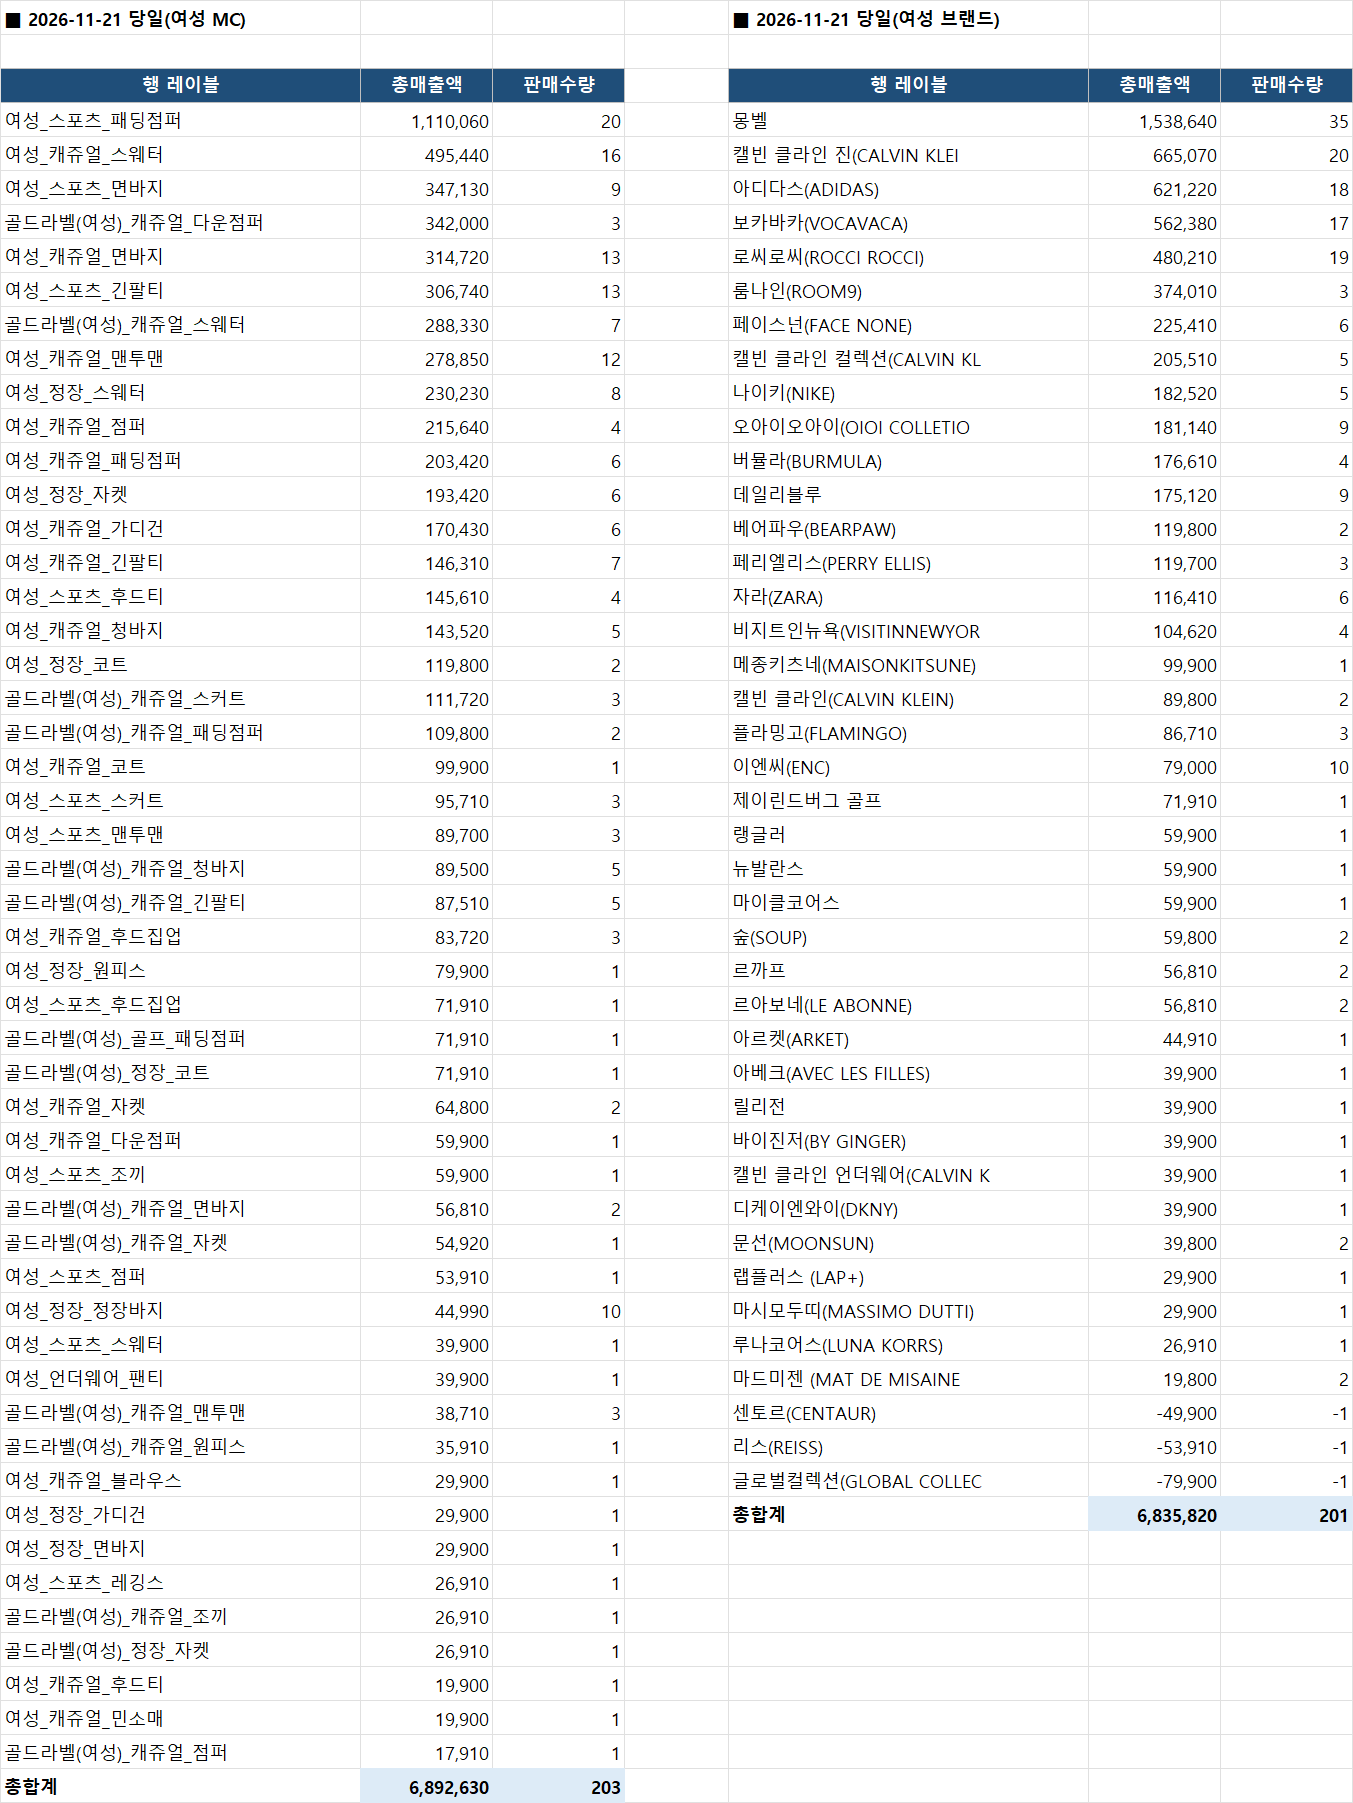 ■ 2026-11-21 당일(여성 MC) ■ 2026-11-21 당일(여성 브랜드)
행 레이블 총매출액 판매수량 행 레이블 총매출액 판매수량
여성_스포츠_패딩점퍼 1,110,060 20 몽벨 1,538,640 35
여성_캐쥬얼_스웨터 495,440 16 캘빈 클라인 진(CALVIN KLEI 665,070 20
여성_스포츠_면바지 347,130 9 아디다스(ADIDAS) 621,220 18
골드라벨(여성)_캐쥬얼_다운점퍼 342,000 3 보카바카(VOCAVACA) 562,380 17
여성_캐쥬얼_면바지 314,720 13 로씨로씨(ROCCI ROCCI) 480,210 19
여성_스포츠_긴팔티 306,740 13 룸나인(ROOM9) 374,010 3
골드라벨(여성)_캐쥬얼_스웨터 288,330 7 페이스넌(FACE NONE) 225,410 6
여성_캐쥬얼_맨투맨 278,850 12 캘빈 클라인 컬렉션(CALVIN KL 205,510 5
여성_정장_스웨터 230,230 8 나이키(NIKE) 182,520 5
여성_캐쥬얼_점퍼 215,640 4 오아이오아이(OIOI COLLETIO 181,140 9
여성_캐쥬얼_패딩점퍼 203,420 6 버뮬라(BURMULA) 176,610 4
여성_정장_자켓 193,420 6 데일리블루 175,120 9
여성_캐쥬얼_가디건 170,430 6 베어파우(BEARPAW) 119,800 2
여성_캐쥬얼_긴팔티 146,310 7 페리엘리스(PERRY ELLIS) 119,700 3
여성_스포츠_후드티 145,610 4 자라(ZARA) 116,410 6
여성_캐쥬얼_청바지 143,520 5 비지트인뉴욕(VISITINNEWYOR 104,620 4
여성_정장_코트 119,800 2 메종키츠네(MAISONKITSUNE) 99,900 1
골드라벨(여성)_캐쥬얼_스커트 111,720 3 캘빈 클라인(CALVIN KLEIN) 89,800 2
골드라벨(여성)_캐쥬얼_패딩점퍼 109,800 2 플라밍고(FLAMINGO) 86,710 3
여성_캐쥬얼_코트 99,900 1 이엔씨(ENC) 79,000 10
여성_스포츠_스커트 95,710 3 제이린드버그 골프 71,910 1
여성_스포츠_맨투맨 89,700 3 랭글러 59,900 1
골드라벨(여성)_캐쥬얼_청바지 89,500 5 뉴발란스 59,900 1
골드라벨(여성)_캐쥬얼_긴팔티 87,510 5 마이클코어스 59,900 1
여성_캐쥬얼_후드집업 83,720 3 숲(SOUP) 59,800 2
여성_정장_원피스 79,900 1 르까프 56,810 2
여성_스포츠_후드집업 71,910 1 르아보네(LE ABONNE) 56,810 2
골드라벨(여성)_골프_패딩점퍼 71,910 1 아르켓(ARKET) 44,910 1
골드라벨(여성)_정장_코트 71,910 1 아베크(AVEC LES FILLES) 39,900 1
여성_캐쥬얼_자켓 64,800 2 릴리전 39,900 1
여성_캐쥬얼_다운점퍼 59,900 1 바이진저(BY GINGER) 39,900 1
여성_스포츠_조끼 59,900 1 캘빈 클라인 언더웨어(CALVIN K 39,900 1
골드라벨(여성)_캐쥬얼_면바지 56,810 2 디케이엔와이(DKNY) 39,900 1
골드라벨(여성)_캐쥬얼_자켓 54,920 1 문선(MOONSUN) 39,800 2
여성_스포츠_점퍼 53,910 1 랩플러스 (LAP+) 29,900 1
여성_정장_정장바지 44,990 10 마시모두띠(MASSIMO DUTTI) 29,900 1
여성_스포츠_스웨터 39,900 1 루나코어스(LUNA KORRS) 26,910 1
여성_언더웨어_팬티 39,900 1 마드미젠 (MAT DE MISAINE 19,800 2
골드라벨(여성)_캐쥬얼_맨투맨 38,710 3 센토르(CENTAUR) -49,900 -1
골드라벨(여성)_캐쥬얼_원피스 35,910 1 리스(REISS) -53,910 -1
여성_캐쥬얼_블라우스 29,900 1 글로벌컬렉션(GLOBAL COLLEC -79,900 -1
여성_정장_가디건 29,900 1 총합계 6,835,820 201
여성_정장_면바지 29,900 1
여성_스포츠_레깅스 26,910 1
골드라벨(여성)_캐쥬얼_조끼 26,910 1
골드라벨(여성)_정장_자켓 26,910 1
여성_캐쥬얼_후드티 19,900 1
여성_캐쥬얼_민소매 19,900 1
골드라벨(여성)_캐쥬얼_점퍼 17,910 1
총합계 6,892,630 203